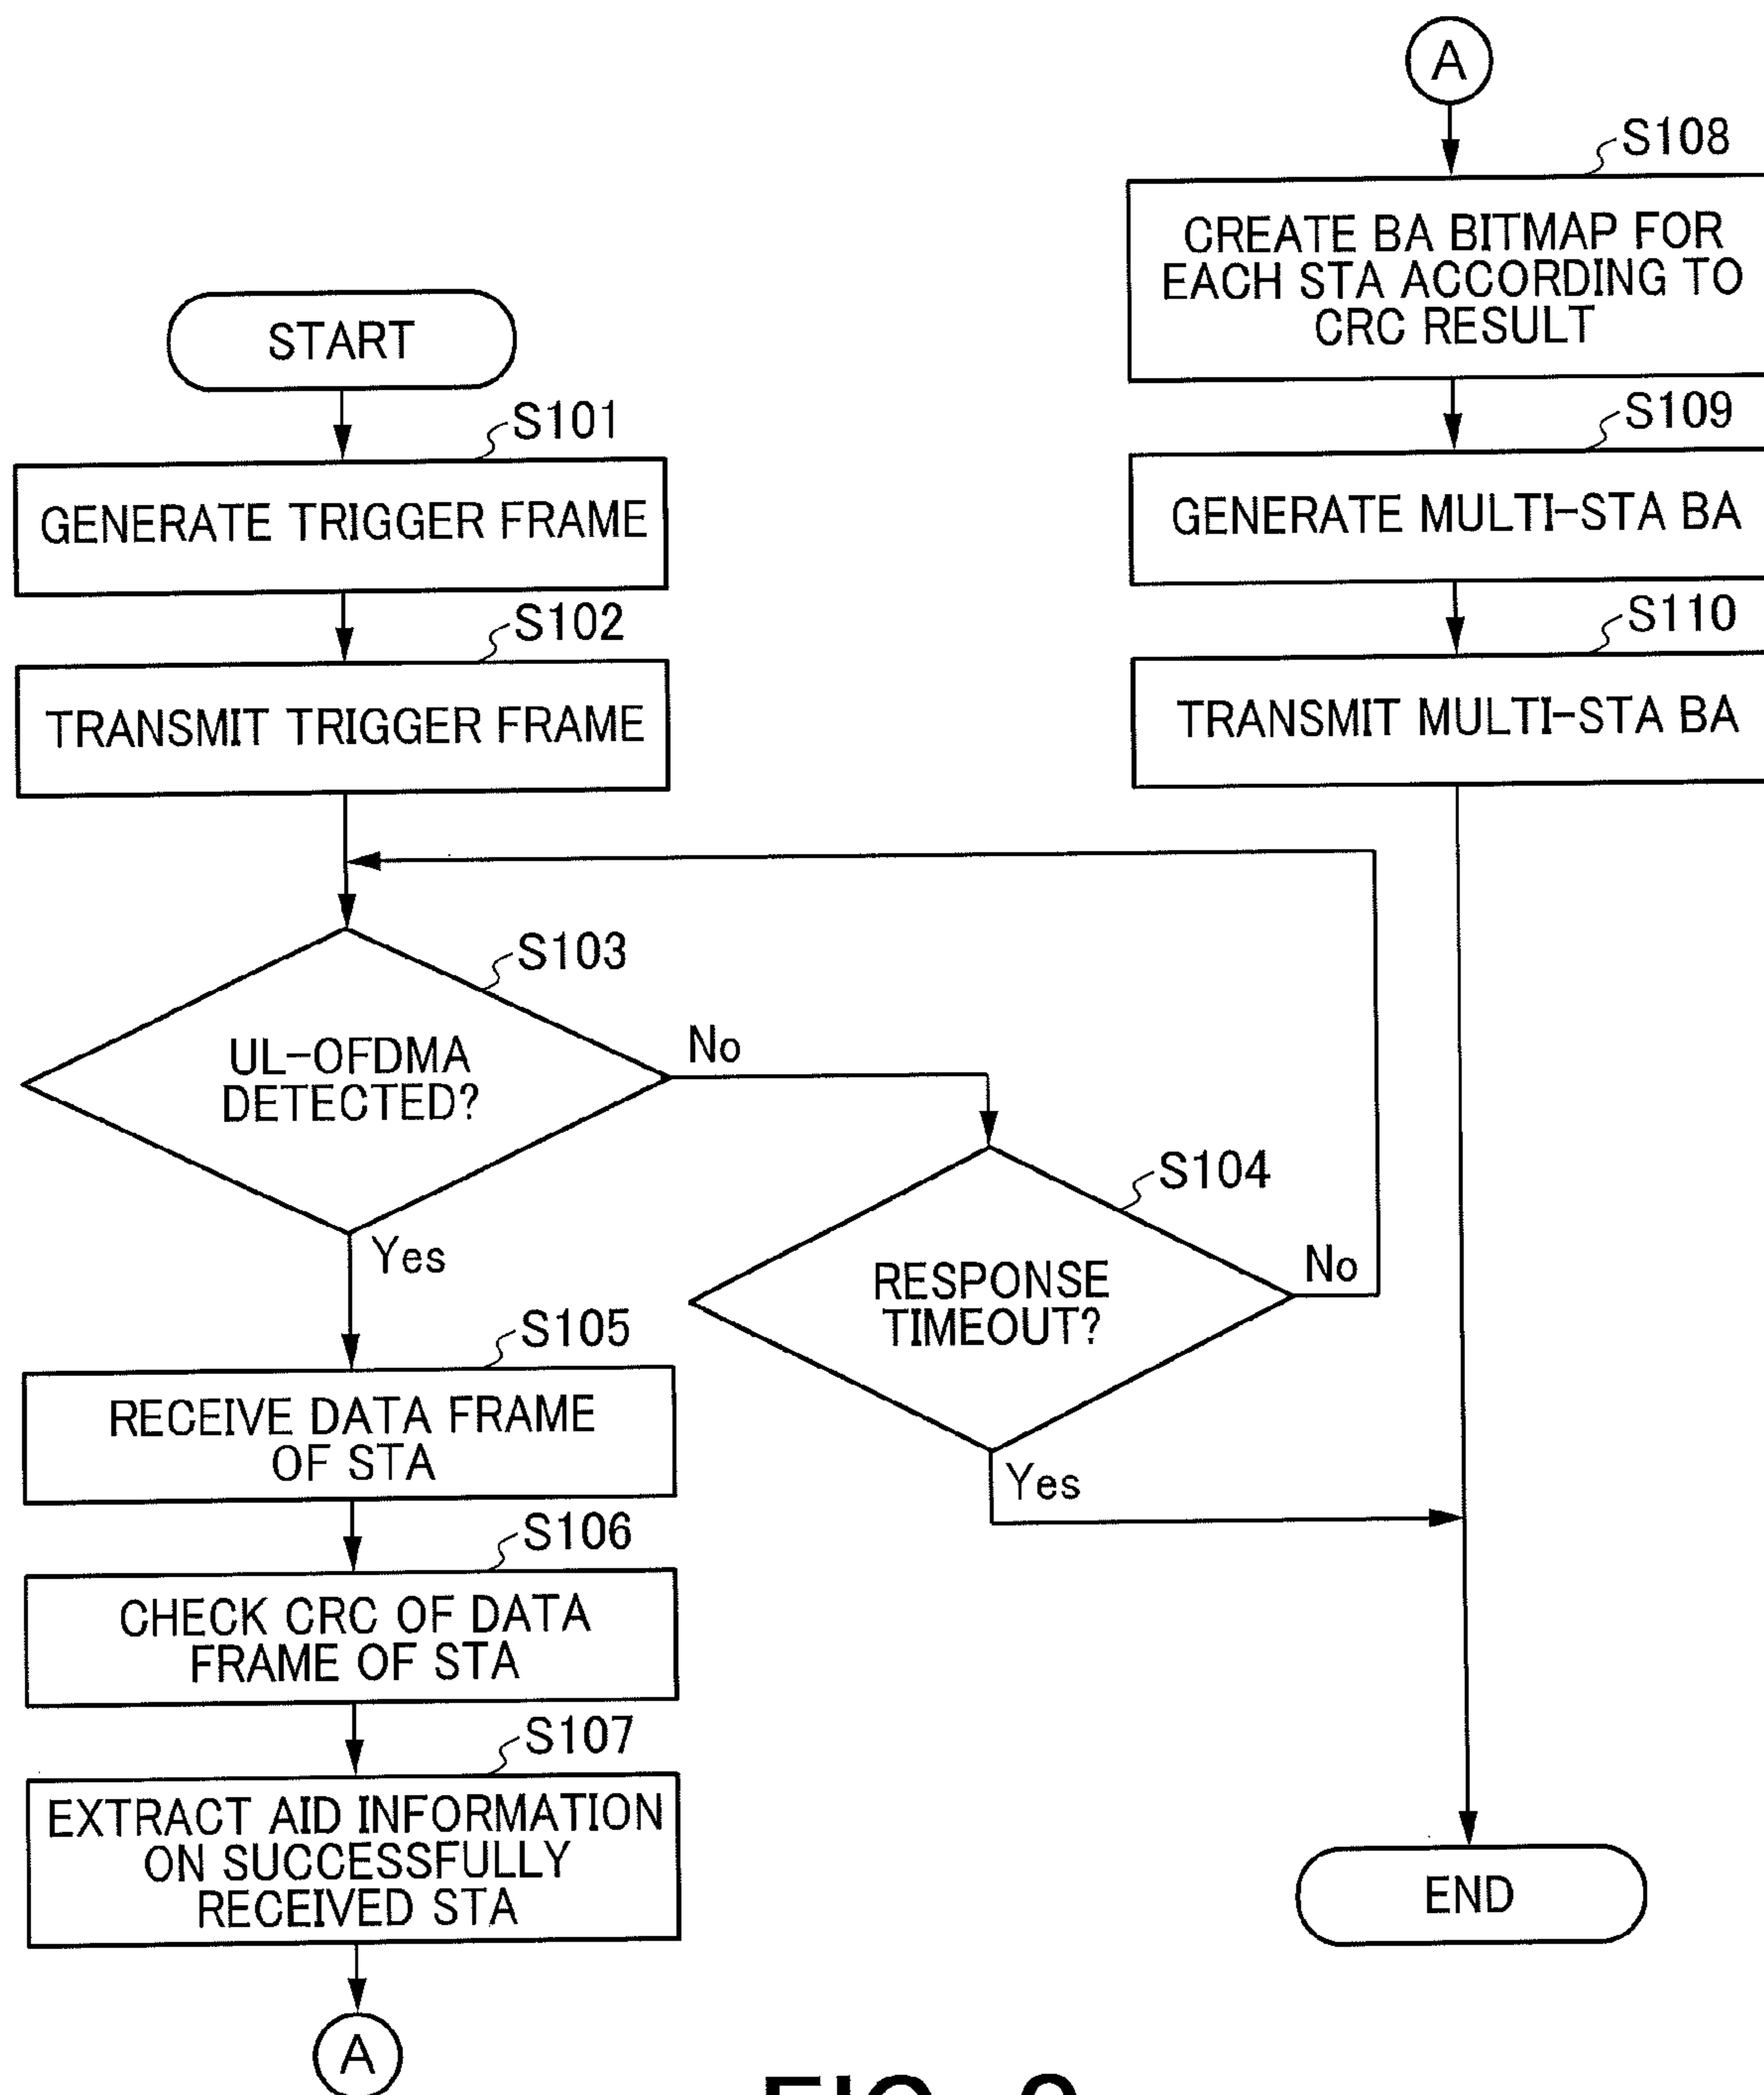 START
S101
GENERATE TRIGGER FRAME
S102
TRANSMIT TRIGGER FRAME
S103
UL-OFDMA
DETECTED?
No
Yes
S104
RESPONSE
TIMEOUT?
No
Yes
S105
RECEIVE DATA FRAME
OF STA
S106
CHECK CRC OF DATA
FRAME OF STA
S107
EXTRACT AID INFORMATION
ON SUCCESSFULLY
RECEIVED STA
A
A
S108
CREATE BA BITMAP FOR
EACH STA ACCORDING TO
CRC RESULT
S109
GENERATE MULTI-STA BA
S110
TRANSMIT MULTI-STA BA
END